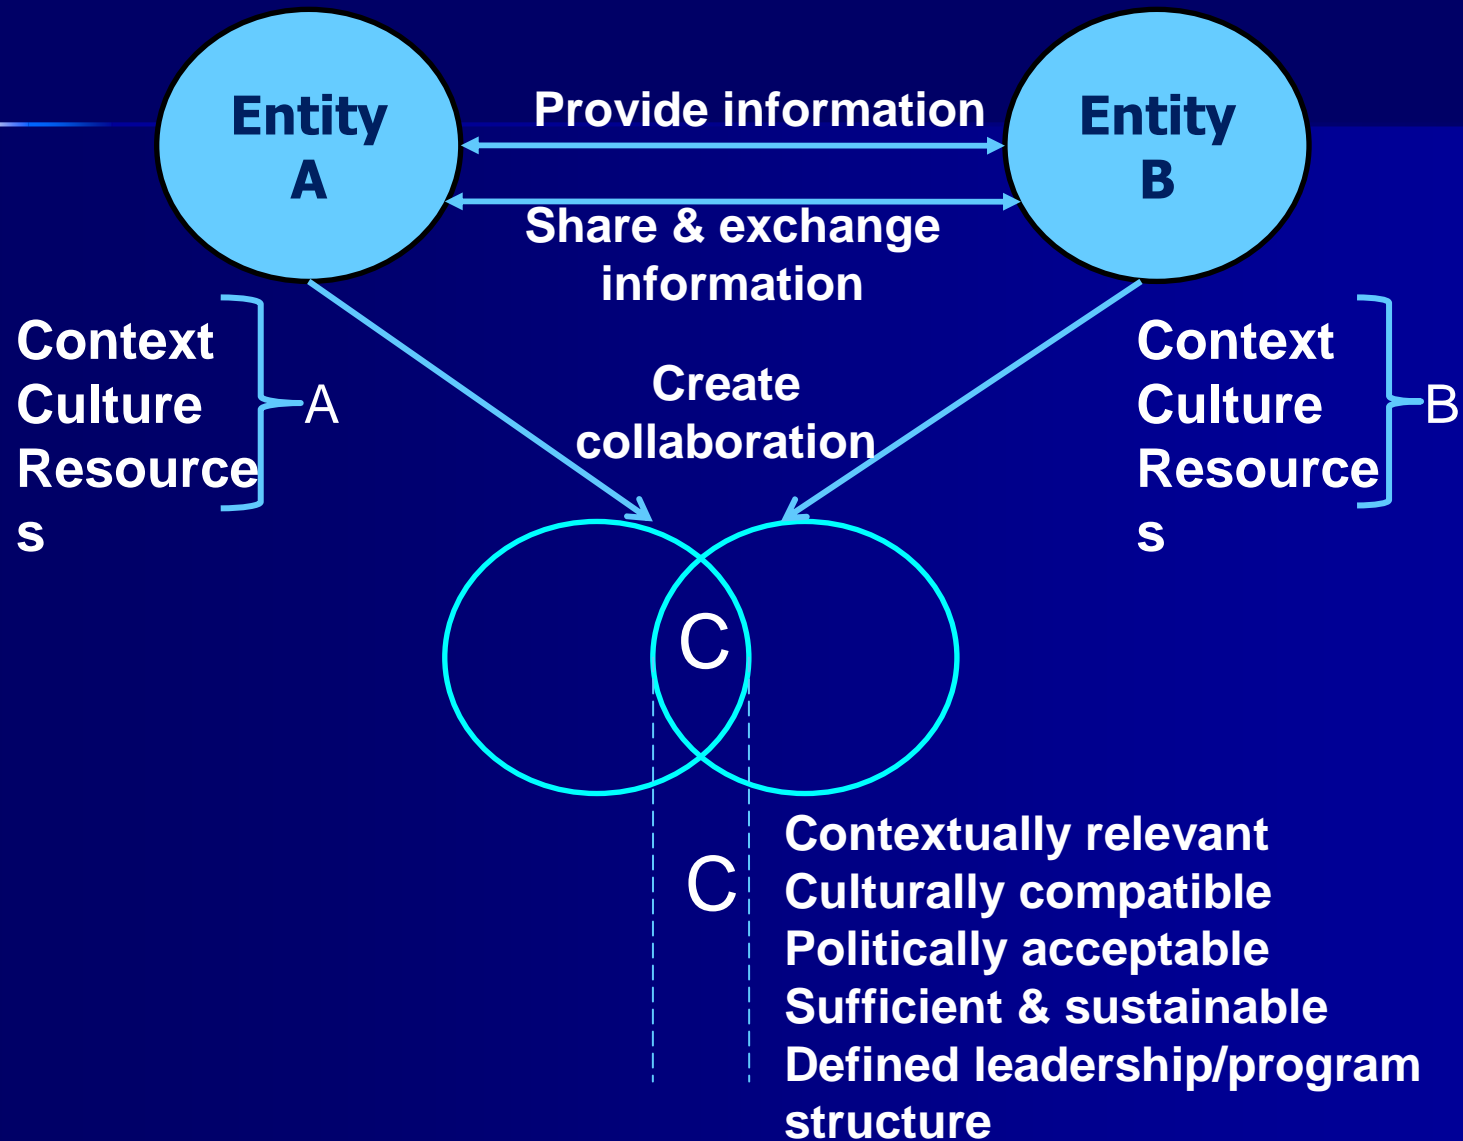 Entity
A
Provide information
Entity
B
Share & exchange
information
Context
Culture
Resource
s
A
Create
collaboration
Context
Culture
Resource
s
B
C
C
Contextually relevant
Culturally compatible
Politically acceptable
Sufficient & sustainable
Defined leadership/program
structure